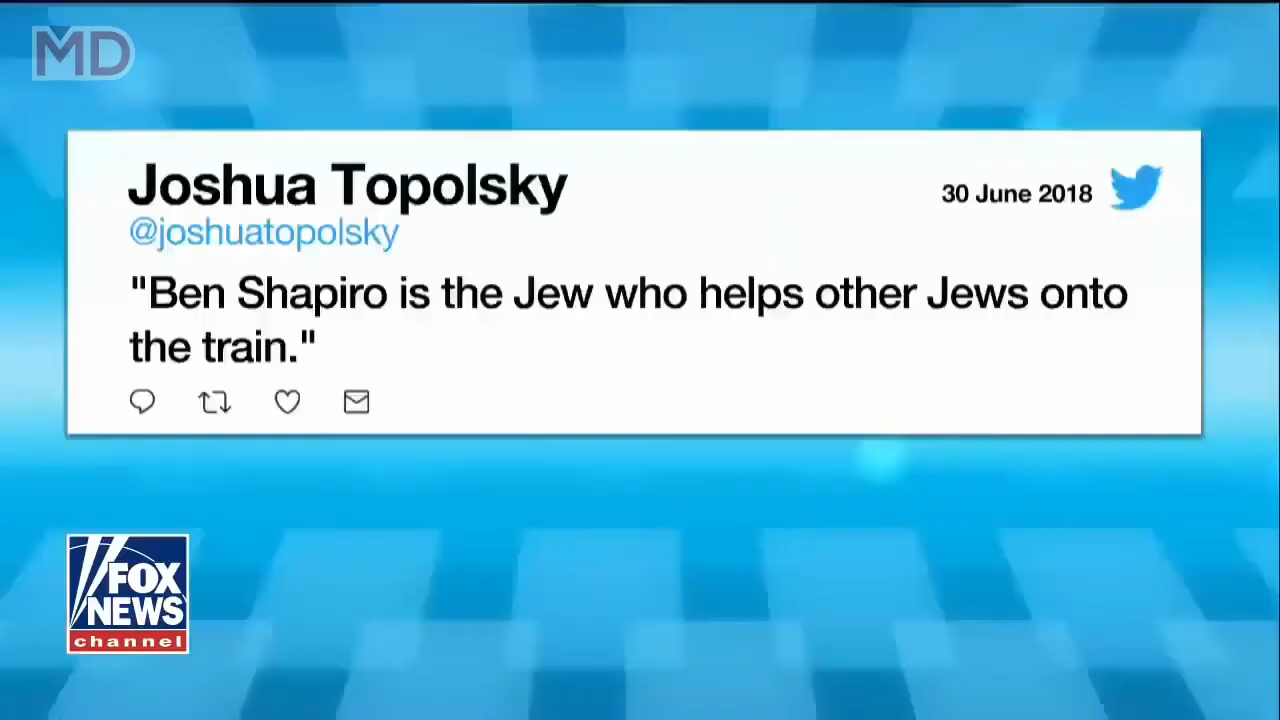 MD
Joshua Topolsky
30 June 2018
@joshuatopolsky
"Ben Shapiro is the Jew who helps other Jews onto
the train."
FOX
NEWS
channel